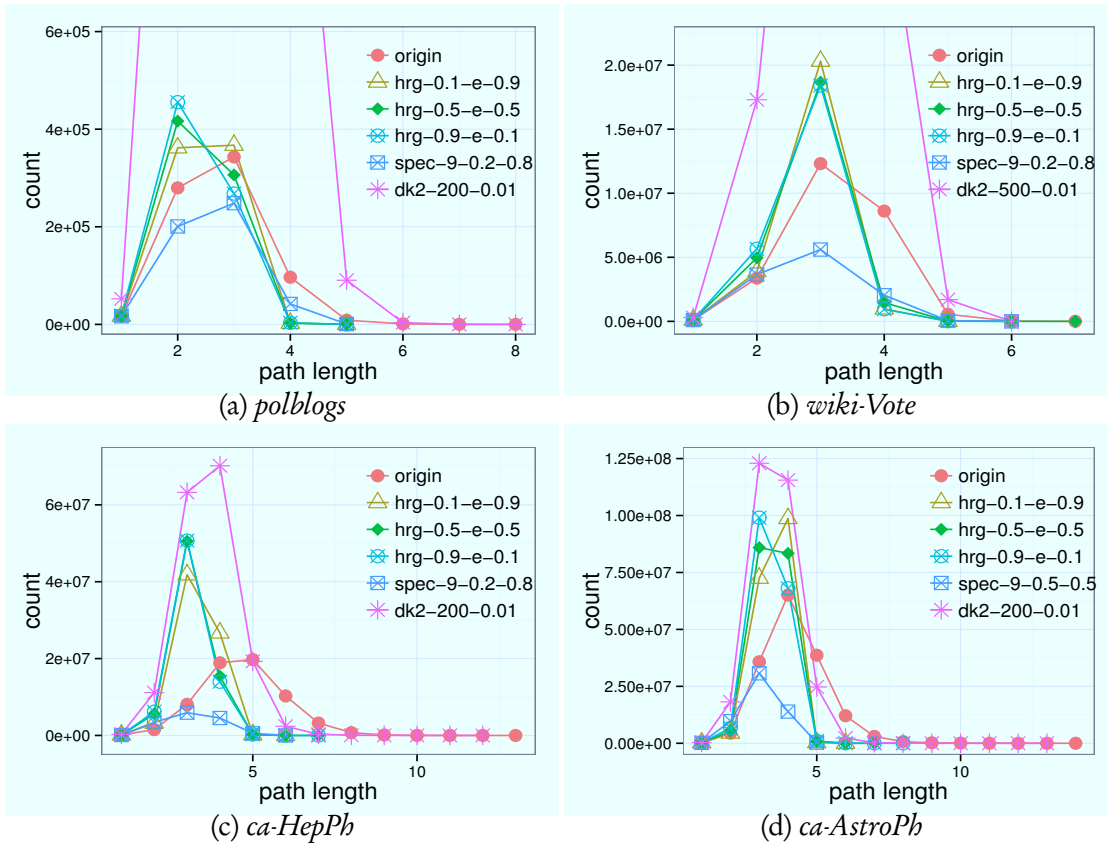 6e+05
4e+05
2e+05
0e+00
count
2
4
6
8
path length
origin
hrg−0.1−e−0.9
hrg−0.5−e−0.5
hrg−0.9−e−0.1
spec−9−0.2−0.8
dk2−200−0.01
(a) polblogs
2.0e+07
1.5e+07
1.0e+07
5.0e+06
0.0e+00
count
2
4
6
path length
origin
hrg−0.1−e−0.9
hrg−0.5−e−0.5
hrg−0.9−e−0.1
spec−9−0.2−0.8
dk2−500−0.01
(b) wiki-Vote
6e+07
4e+07
2e+07
0e+00
count
5
10
path length
origin
hrg−0.1−e−0.9
hrg−0.5−e−0.5
hrg−0.9−e−0.1
spec−9−0.2−0.8
dk2−200−0.01
(c) ca-HepPh
1.25e+08
1.00e+08
7.50e+07
5.00e+07
2.50e+07
0.00e+00
count
5
10
path length
origin
hrg−0.1−e−0.9
hrg−0.5−e−0.5
hrg−0.9−e−0.1
spec−9−0.5−0.5
dk2−200−0.01
(d) ca-AstroPh